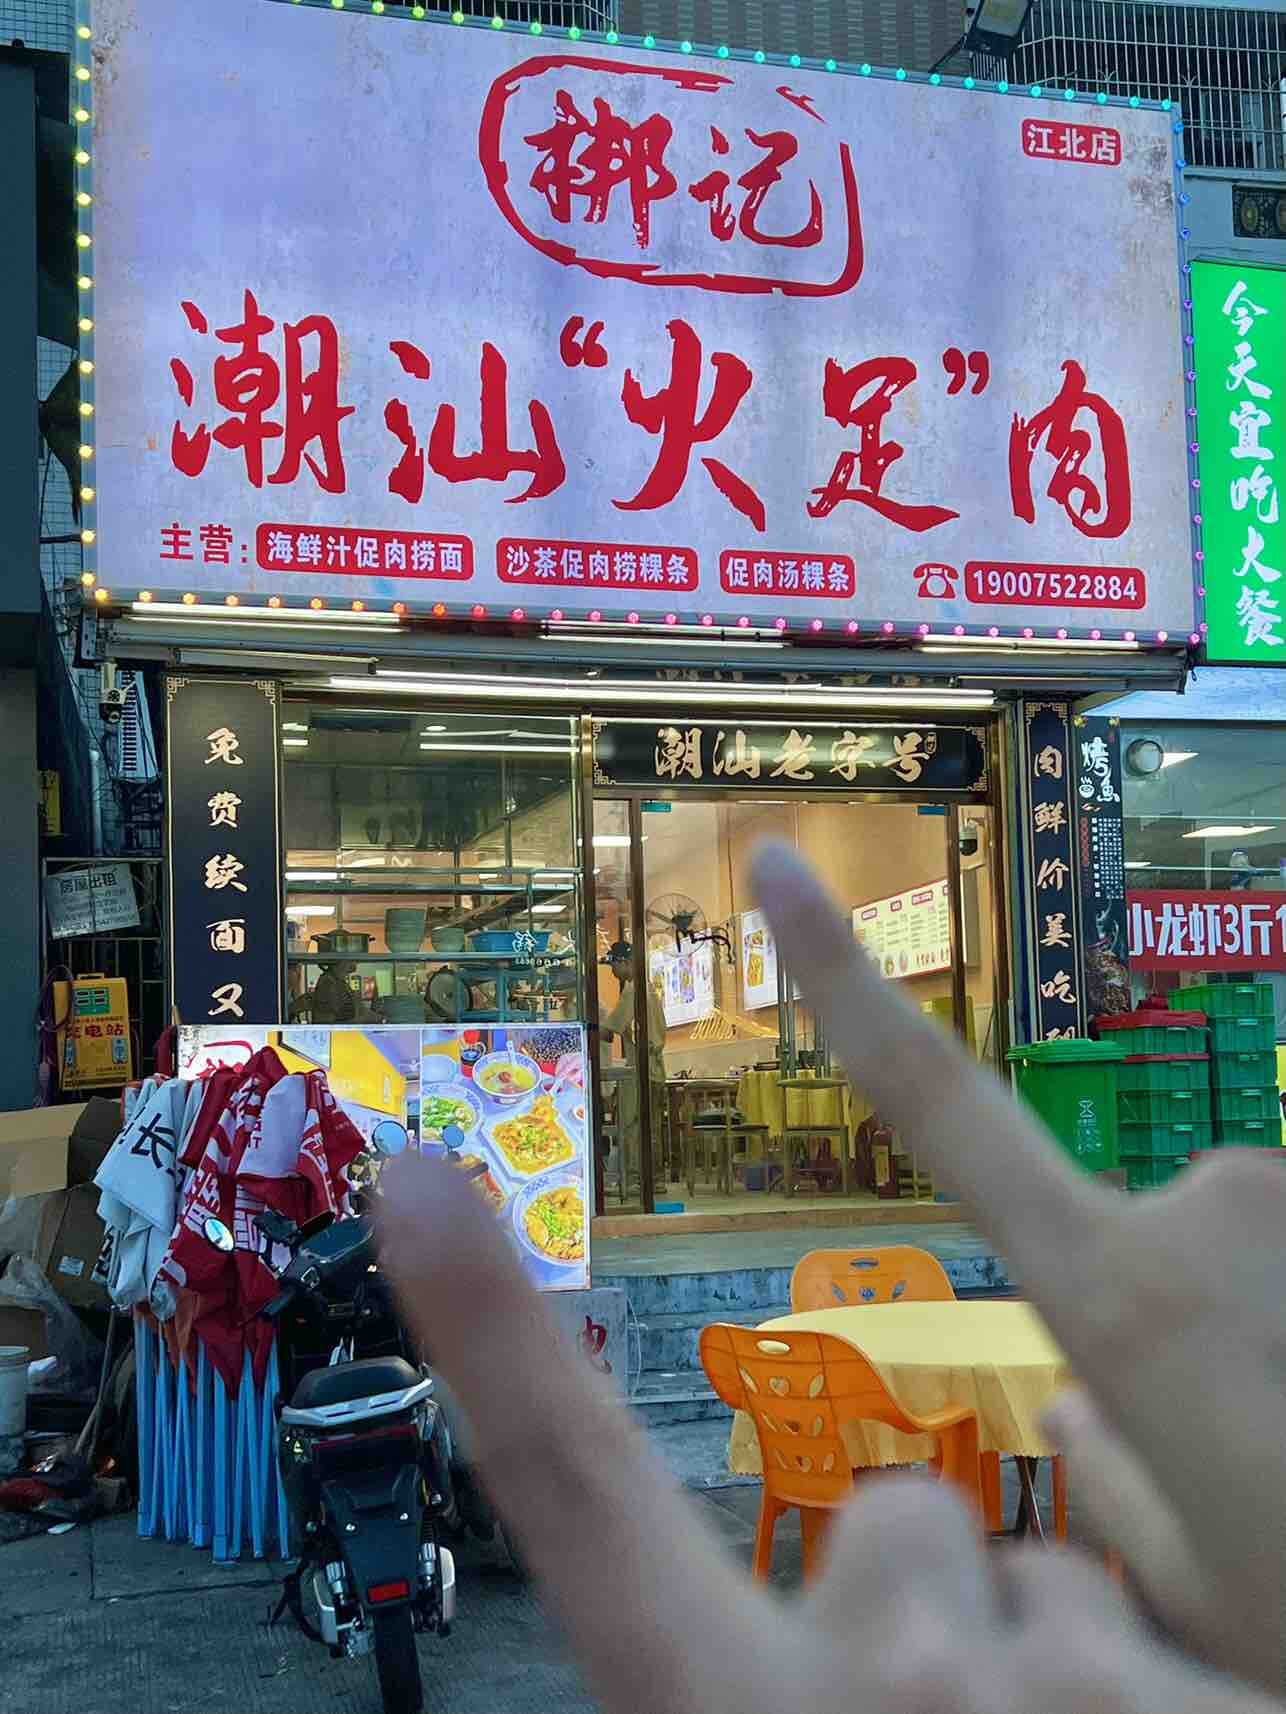 梆记
江北店
潮汕“火足”肉
主营:
海鲜汁促肉捞面
沙茶促肉捞粿条
促肉汤粿条
19007522884
今天宜吃大餐
免费续面又
潮汕老字号
肉鲜价美吃
烤鱼
房屋出租
充电站
小龙虾3斤